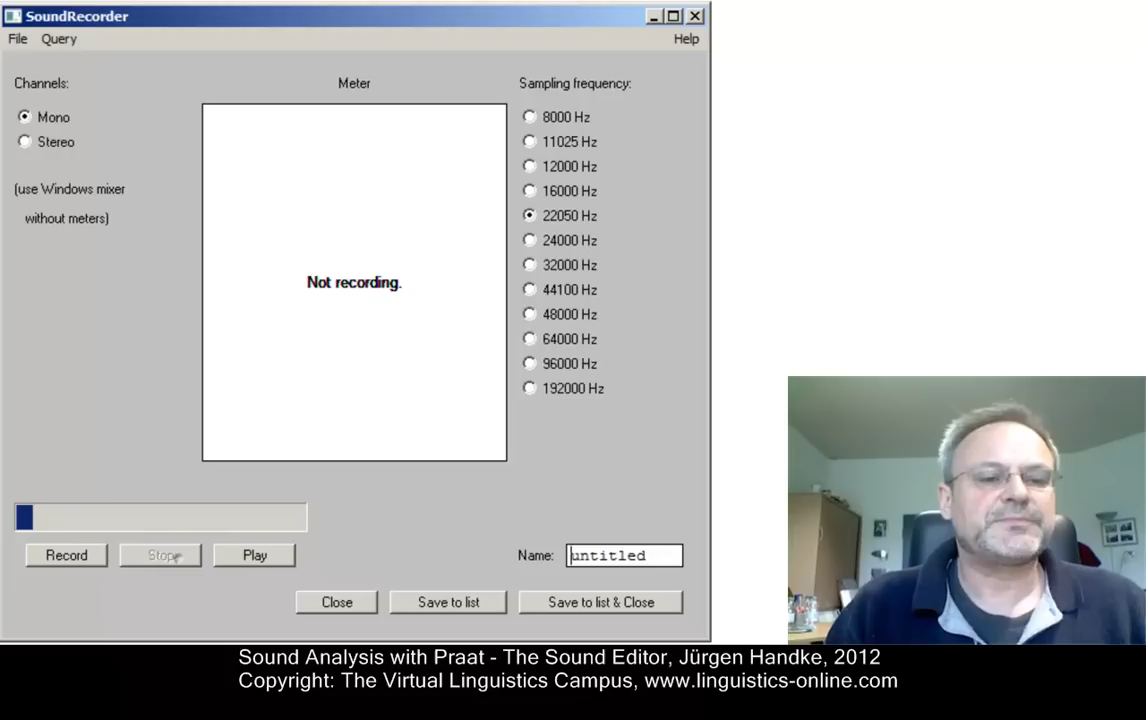 SoundRecorder
File Query Help
Channels: Meter Sampling frequency:
Mono 8000 Hz
Stereo 11025 Hz
12000 Hz
(use Windows mixer 16000 Hz
without meters) 22050 Hz
24000 Hz
32000 Hz
Not recording. 44100 Hz
48000 Hz
64000 Hz
96000 Hz
192000 Hz
Record Stop Play Name: untitled
Close Save to list Save to list & Close
Sound Analysis with Praat - The Sound Editor, Jürgen Handke, 2012
Copyright: The Virtual Linguistics Campus, www.linguistics-online.com